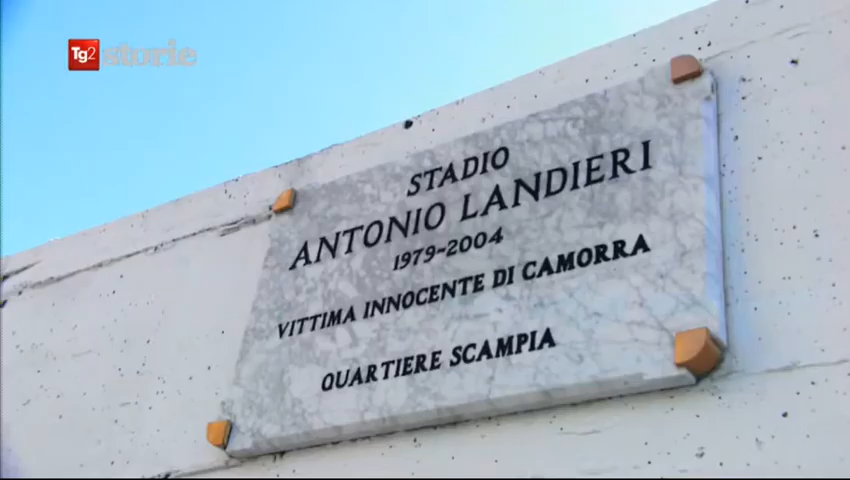 Tg2 storie
STADIO
ANTONIO LANDIERI
1979-2004
VITTIMA INNOCENTE DI CAMORRA
QUARTIERE SCAMPIA